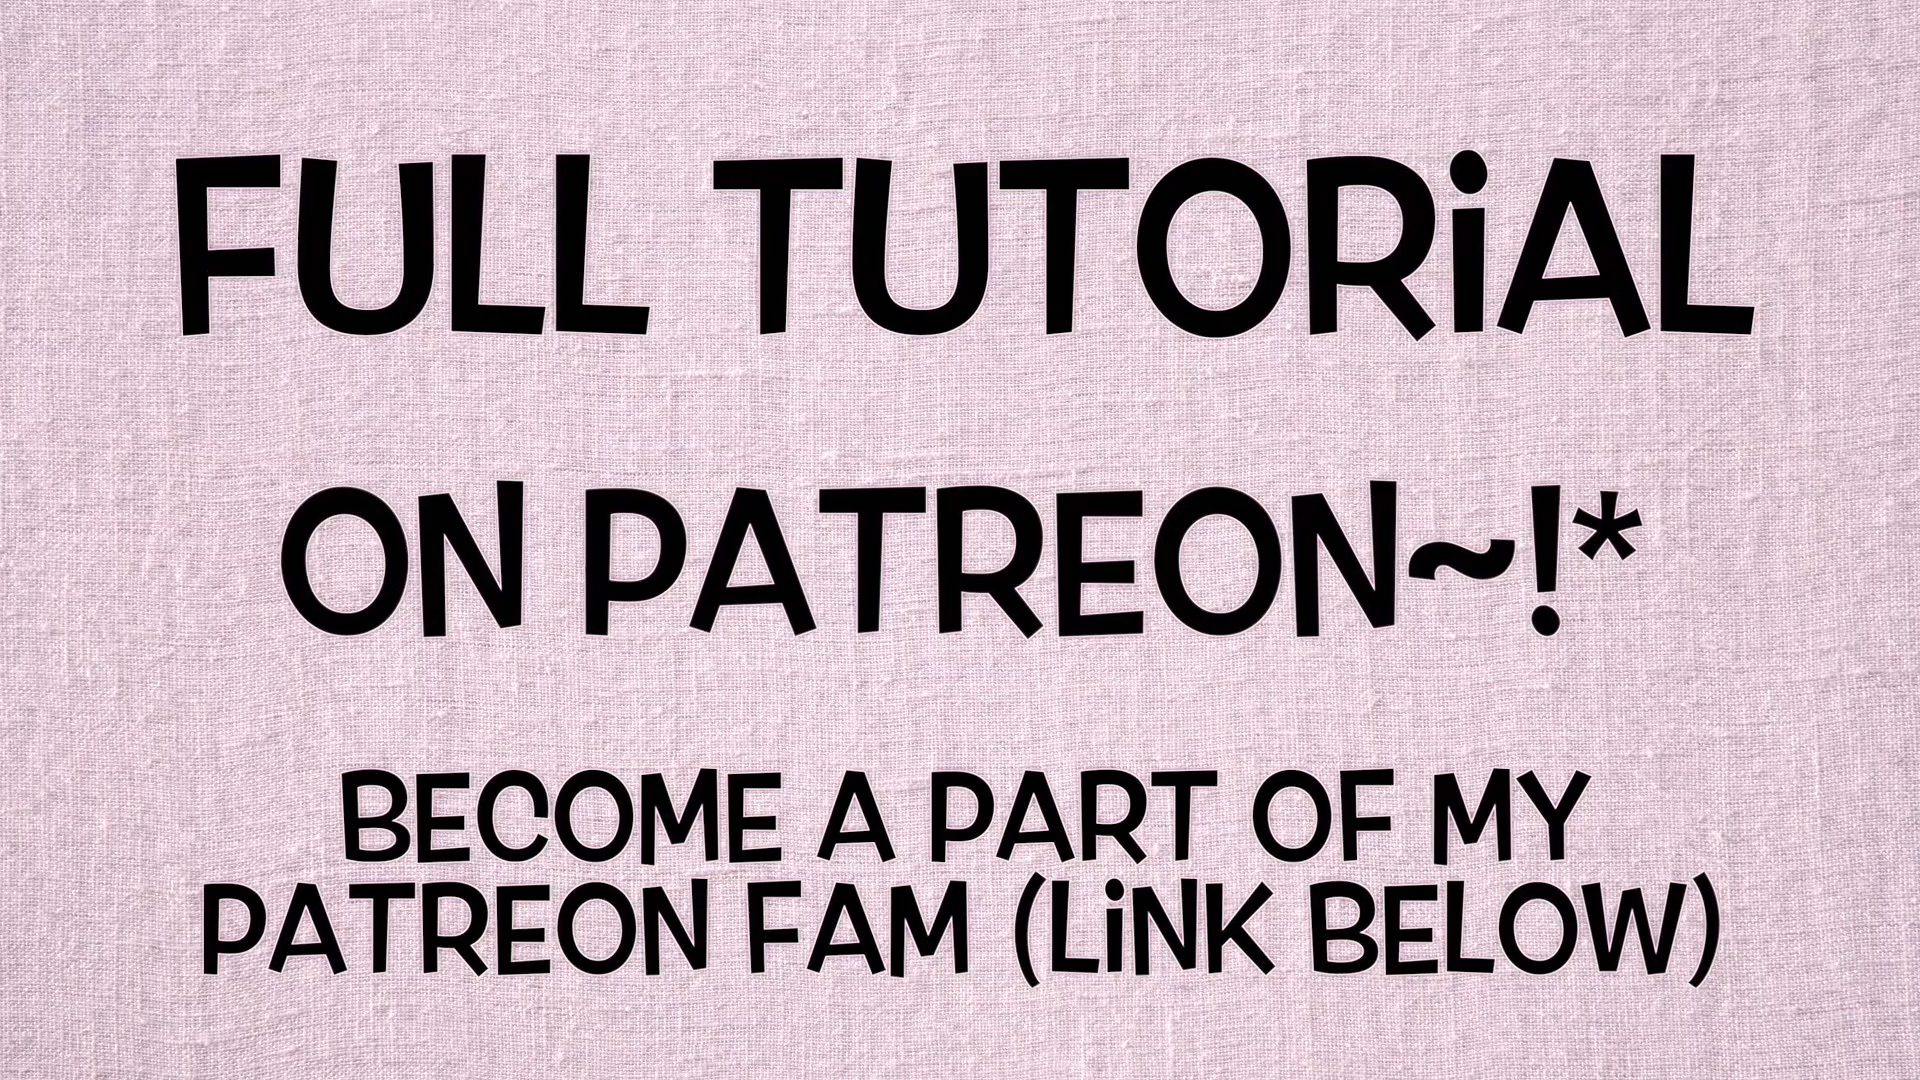 FULL TUTORiAL
ON PATREON~!*
BECOME A PART OF MY
PATREON FAM (LiNK BELOW)